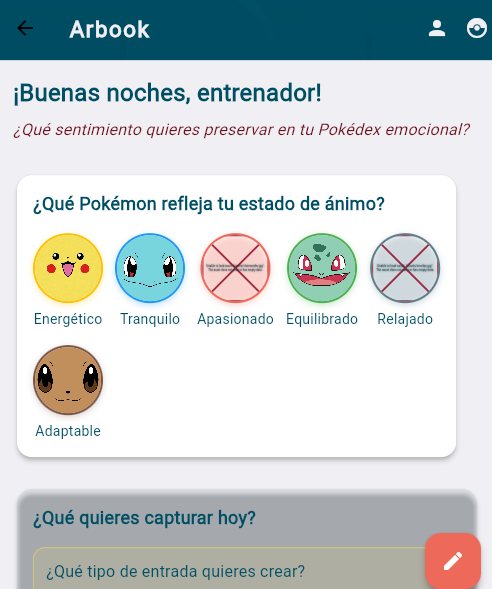 Arbook
¡Buenas noches, entrenador!
¿Qué sentimiento quieres preservar en tu Pokédex emocional?
¿Qué Pokémon refleja tu estado de ánimo?
Energético Tranquilo Apasionado Equilibrado Relajado
Adaptable
¿Qué quieres capturar hoy?
¿Qué tipo de entrada quieres crear?